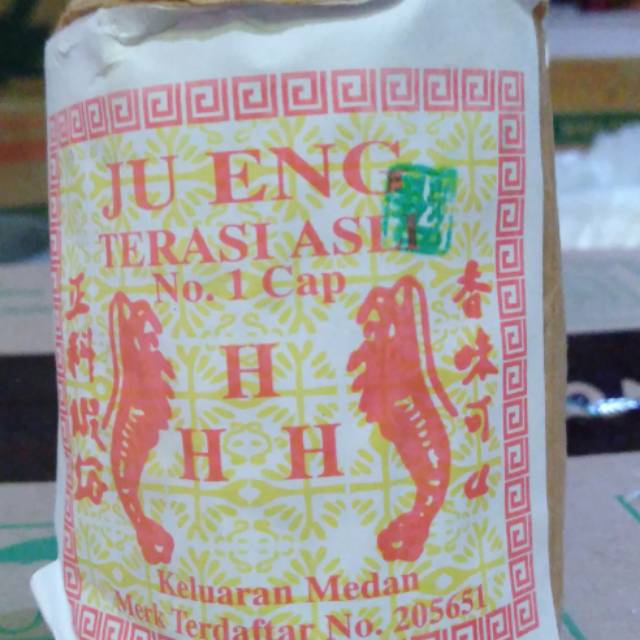 JU ENG
TERASI ASLI
No. 1 Cap
H
H H
香味可口
Keluaran Medan
Merk Terdaftar No. 205651